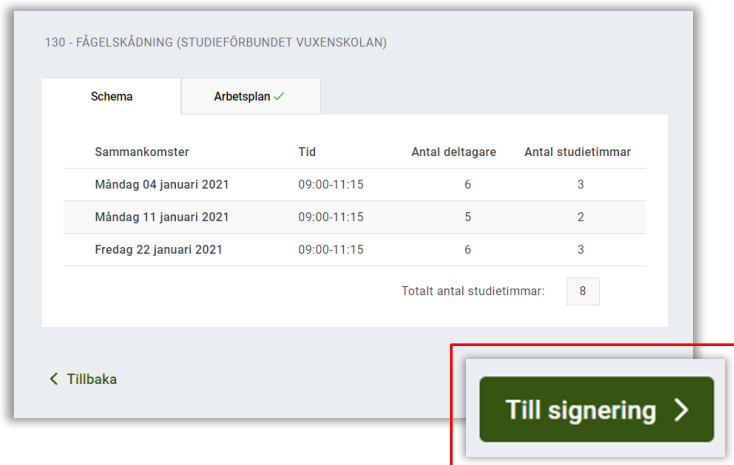 130 - FÅGELSKÅDNING (STUDIEFÖRBUNDET VUXENSKOLAN)
Schema Arbetsplan ✓
Sammankomster Tid Antal deltagare Antal studietimmar
Måndag 04 januari 2021 09:00-11:15 6 3
Måndag 11 januari 2021 09:00-11:15 5 2
Fredag 22 januari 2021 09:00-11:15 6 3
Totalt antal studietimmar: 8
Tillbaka
Till signering